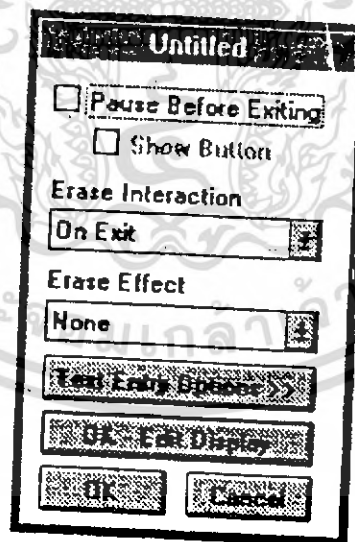 Untitled
Pause Before Exiting
Show Button
Erase Interaction
On Exit
Erase Effect
None
Text Entry Options >>
OK - Edit Display
OK Cancel